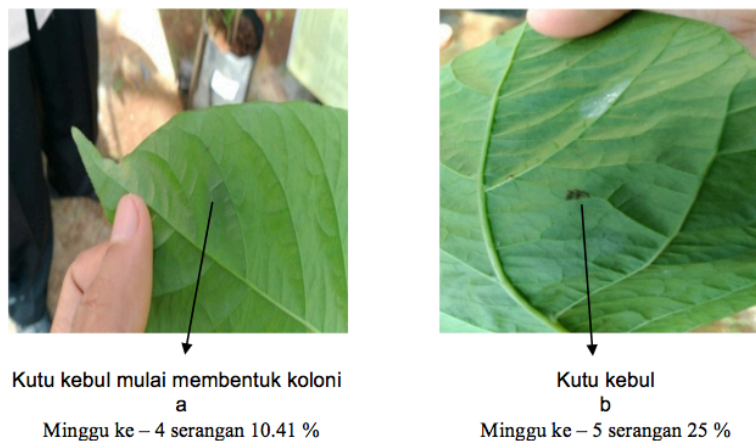 Kutu kebul mulai membentuk koloni
a
Minggu ke – 4 serangan 10.41 %
Kutu kebul
b
Minggu ke – 5 serangan 25 %